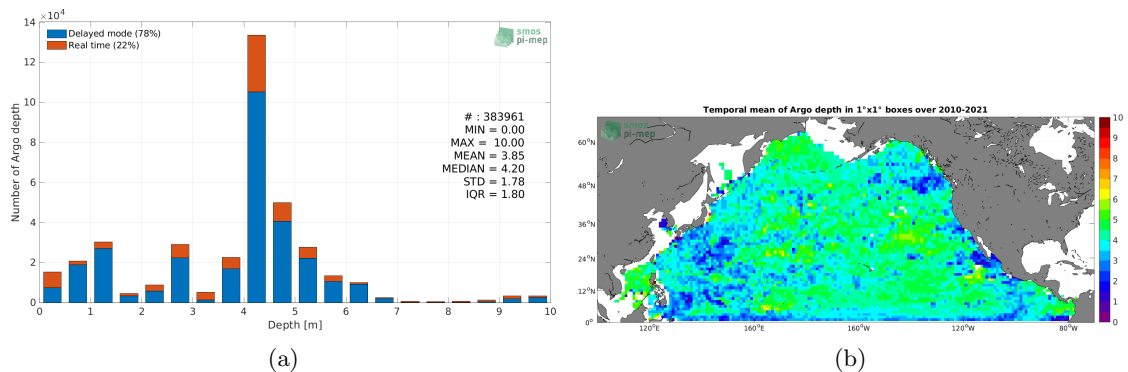 ×10⁴
14
12
10
8
6
4
2
0
Number of Argo depth
Delayed mode (78%)
Real time (22%)
smos
pi-mep
# : 383961
MIN = 0.00
MAX = 10.00
MEAN = 3.85
MEDIAN = 4.20
STD = 1.78
IQR = 1.80
0 1 2 3 4 5 6 7 8 9 10
Depth [m]
(a)
Temporal mean of Argo depth in 1°x1° boxes over 2010-2021
smos
pi-mep
60°N
48°N
36°N
24°N
12°N
0°
120°E 160°E 160°W 120°W 80°W
10
9
8
7
6
5
4
3
2
1
0
(b)